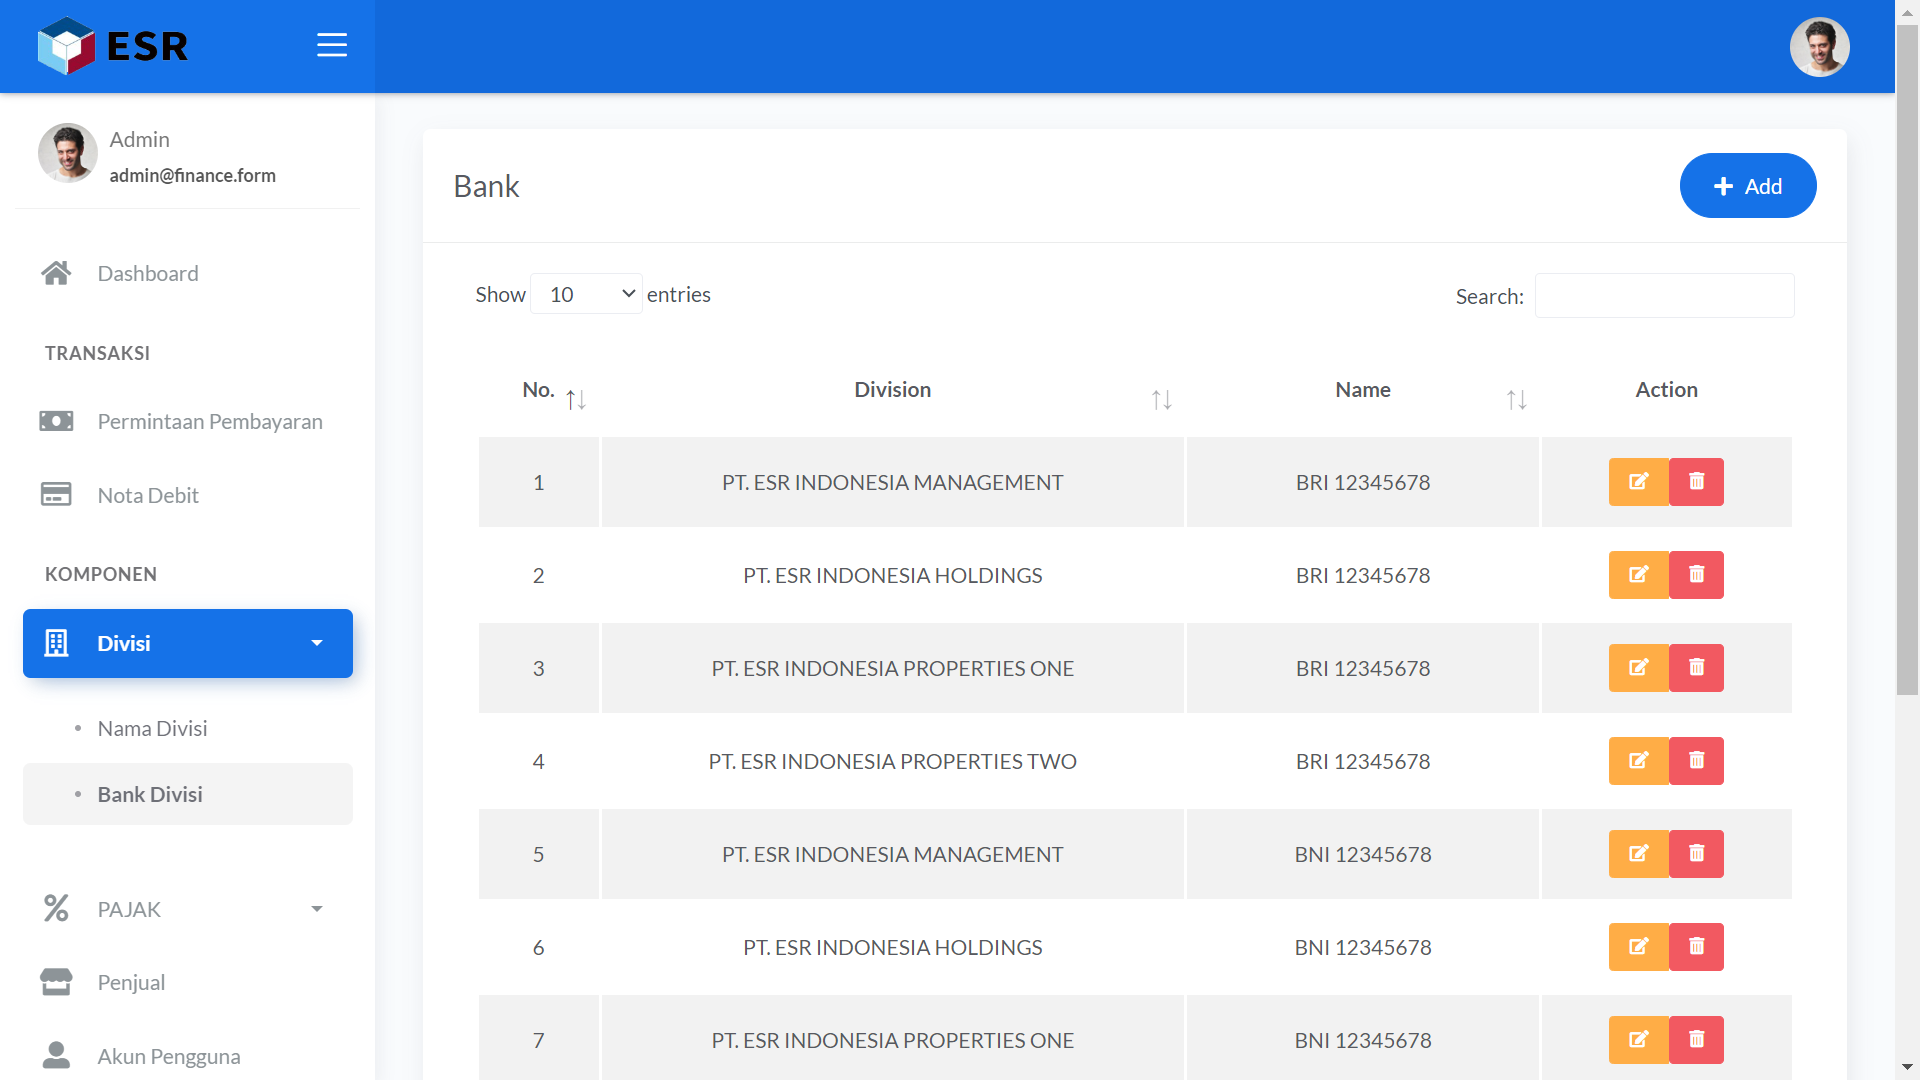 ESR
Admin
admin@finance.form
Dashboard
TRANSAKSI
Permintaan Pembayaran
Nota Debit
KOMPONEN
Divisi
Nama Divisi
Bank Divisi
PAJAK
Penjual
Akun Pengguna
Bank
Add
Show 10 entries
Search:
No. Division Name Action
1 PT. ESR INDONESIA MANAGEMENT BRI 12345678
2 PT. ESR INDONESIA HOLDINGS BRI 12345678
3 PT. ESR INDONESIA PROPERTIES ONE BRI 12345678
4 PT. ESR INDONESIA PROPERTIES TWO BRI 12345678
5 PT. ESR INDONESIA MANAGEMENT BNI 12345678
6 PT. ESR INDONESIA HOLDINGS BNI 12345678
7 PT. ESR INDONESIA PROPERTIES ONE BNI 12345678